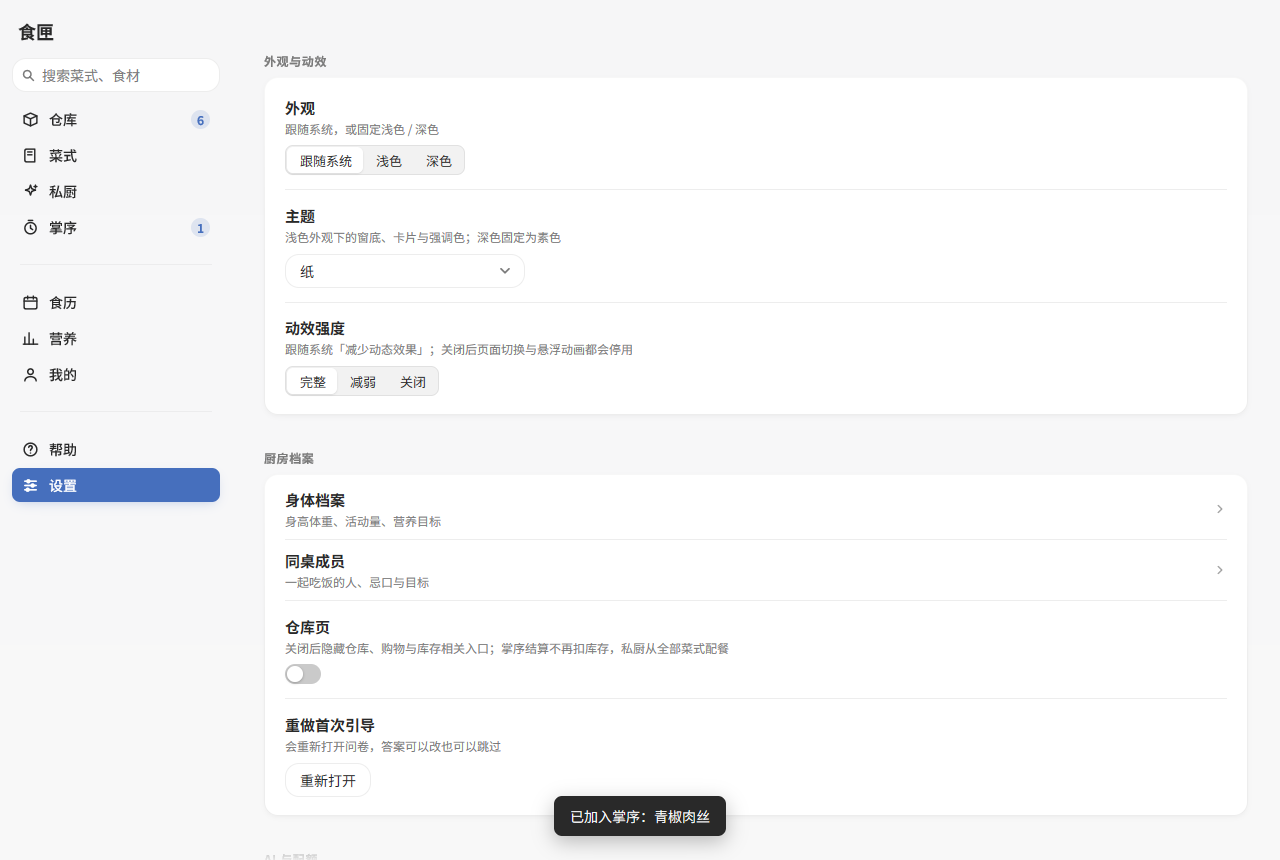 食匣
搜索菜式、食材
仓库
6
菜式
私厨
掌序
1
食历
营养
我的
帮助
设置
外观与动效
外观
跟随系统，或固定浅色 / 深色
跟随系统 浅色 深色
主题
浅色外观下的窗底、卡片与强调色；深色固定为素色
纸
动效强度
跟随系统「减少动态效果」；关闭后页面切换与悬浮动画都会停用
完整 减弱 关闭
厨房档案
身体档案
身高体重、活动量、营养目标
同桌成员
一起吃饭的人、忌口与目标
仓库页
关闭后隐藏仓库、购物与库存相关入口；掌序结算不再扣库存，私厨从全部菜式配餐
重做首次引导
会重新打开问卷，答案可以改也可以跳过
重新打开
已加入掌序：青椒肉丝